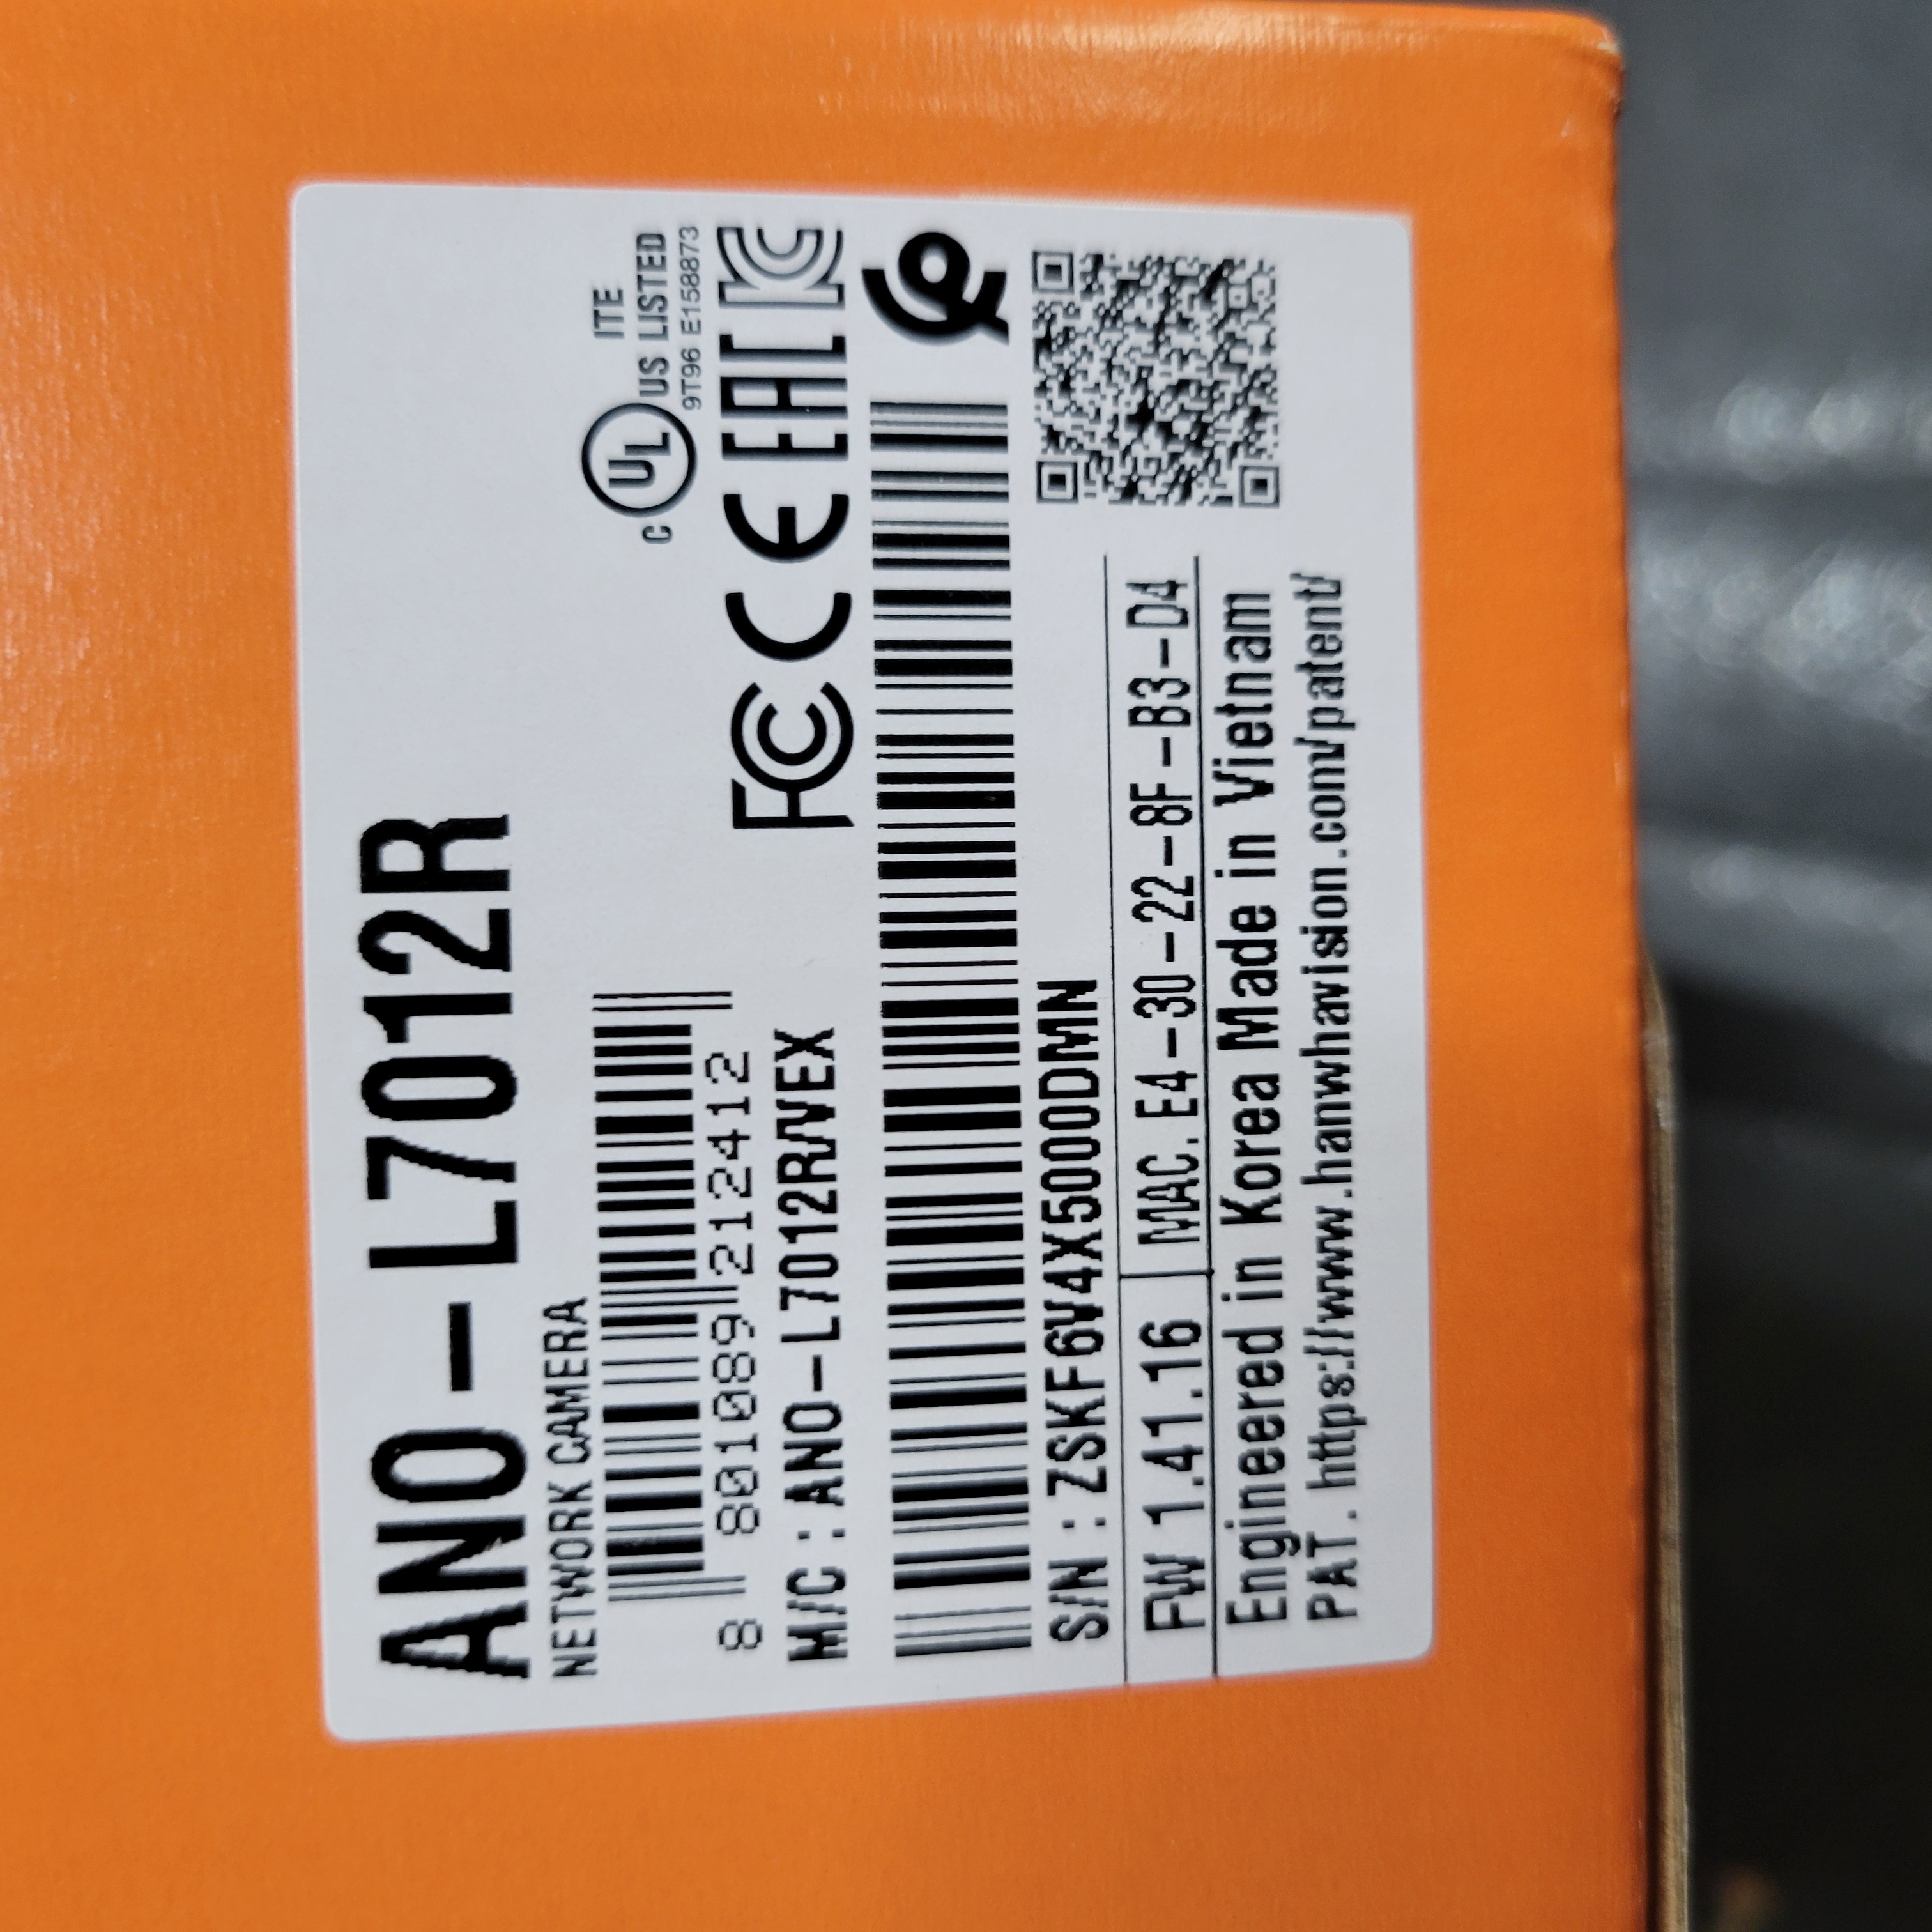 ANO-L7012R
NETWORK CAMERA
8 801089 212412
M/C : ANO-L7012R/VEX
ITE
c UL US LISTED
9T96 E158873
FC CE EAC KC
S/N : ZSKF6V4X5000DMN
FW 1.41.16 MAC. E4-30-22-8F-B3-D4
Engineered in Korea Made in Vietnam
PAT. https://www.hanwhavision.com/patent/